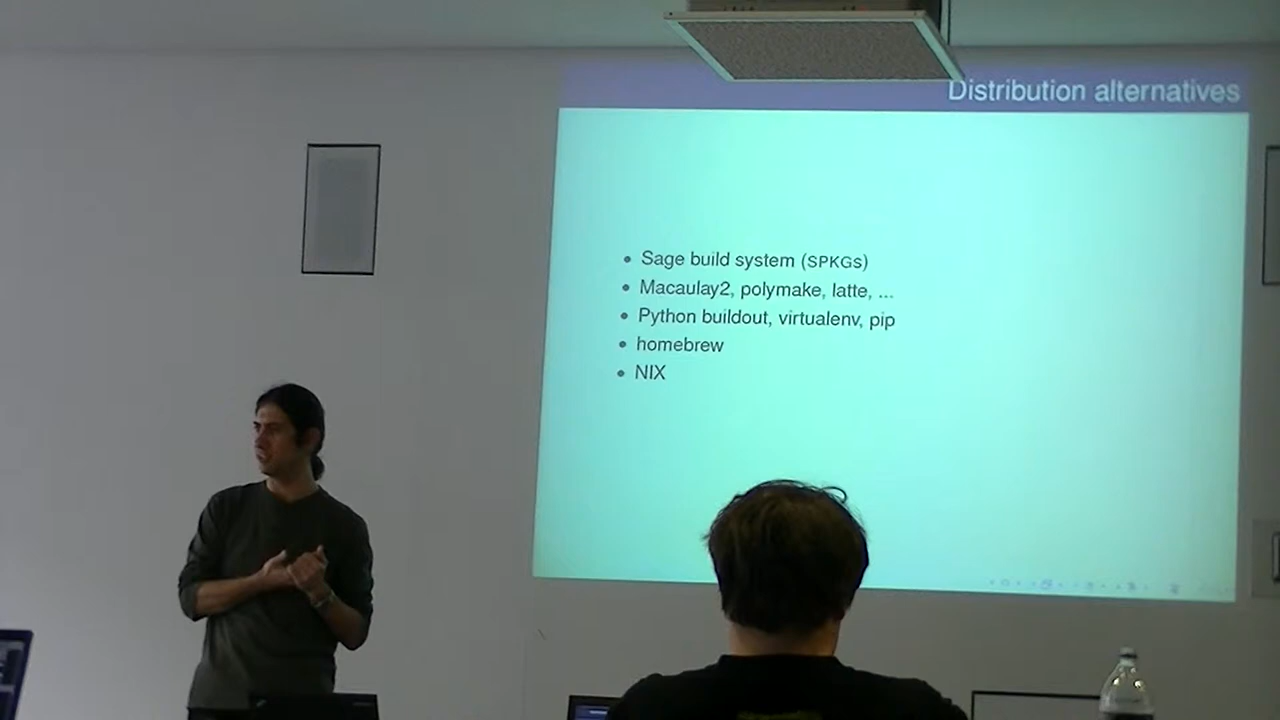 Distribution alternatives
• Sage build system (SPKGs)
• Macaulay2, polymake, latte, ...
• Python buildout, virtualenv, pip
• homebrew
• NIX